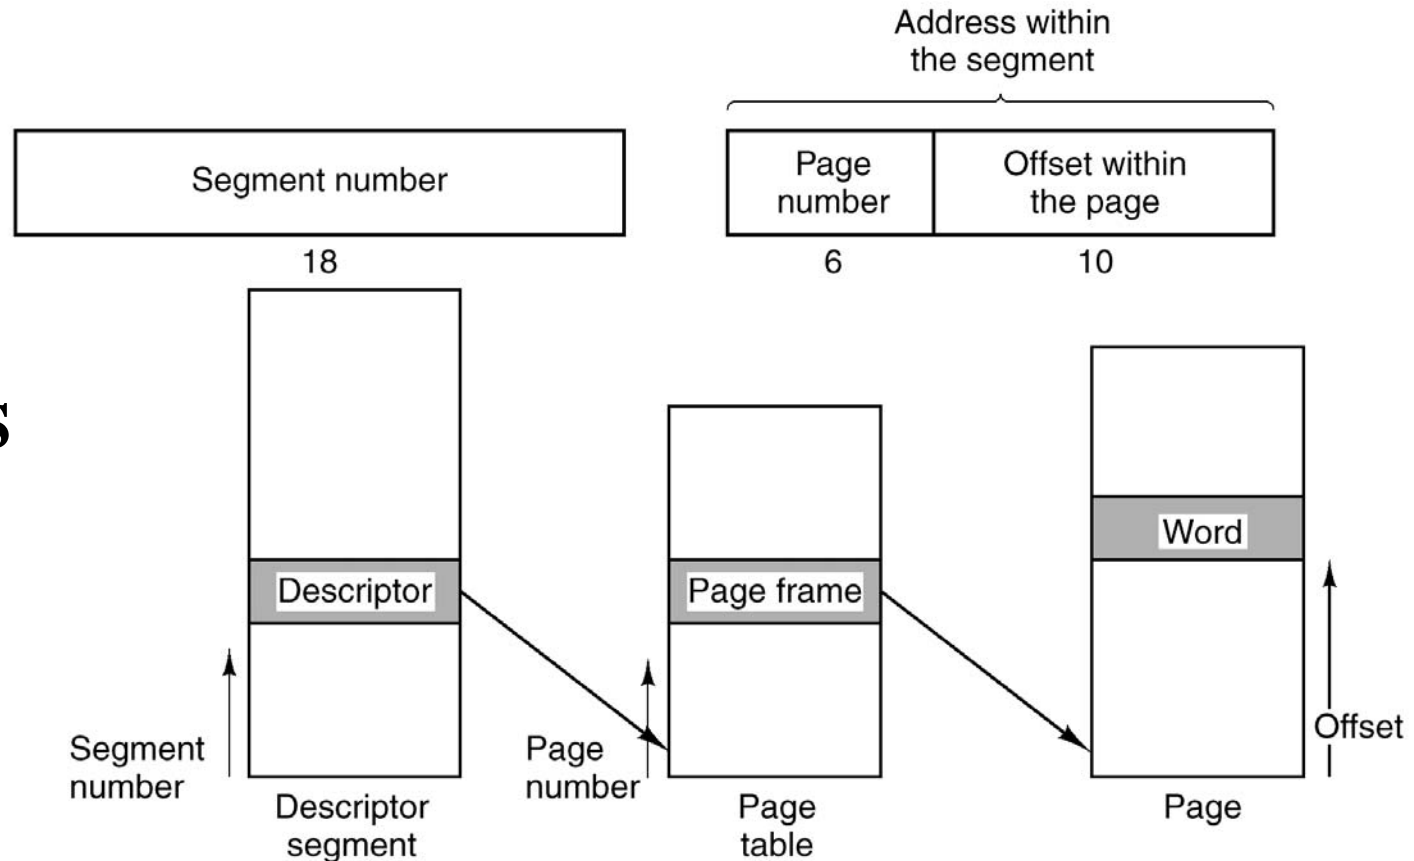 Address within
the segment
Segment number
Page
number
Offset within
the page
18
6
10
s
Word
Descriptor
Page frame
Segment
number
Page
number
Offset
Descriptor
segment
Page
table
Page